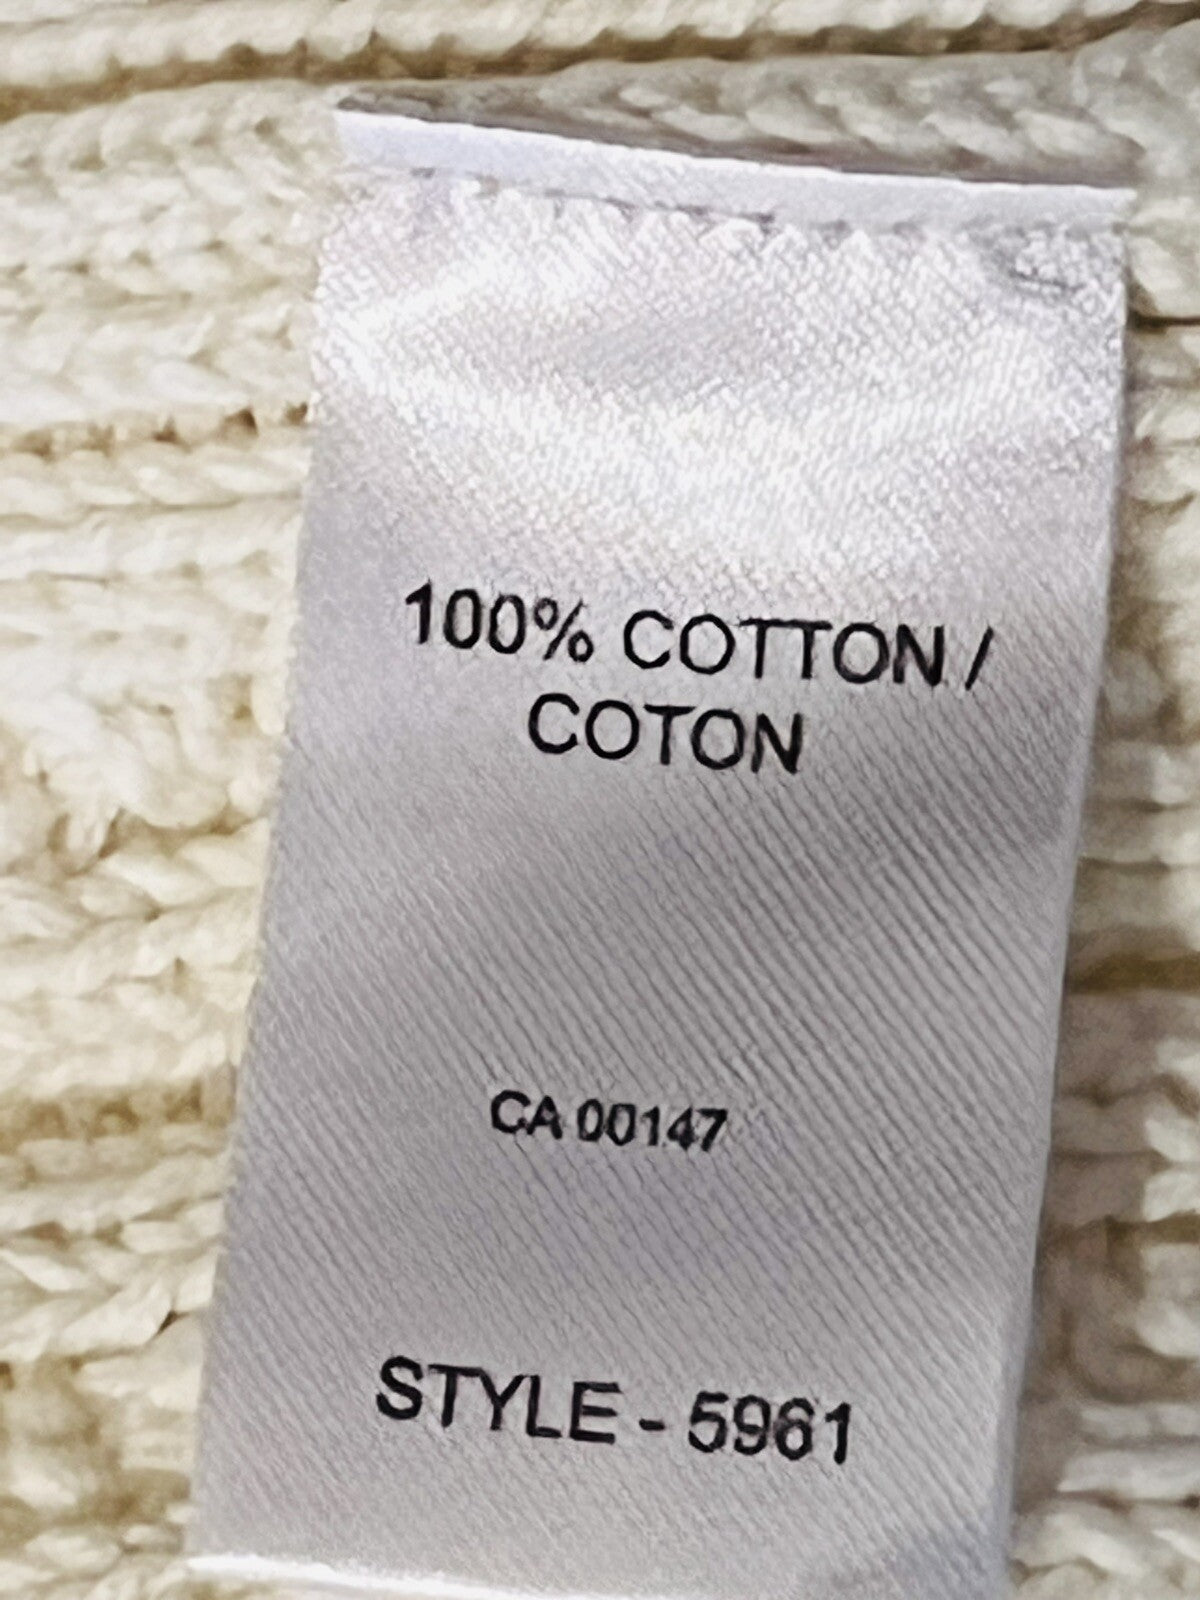 100% COTTON /
COTON
CA 00147
STYLE - 5961